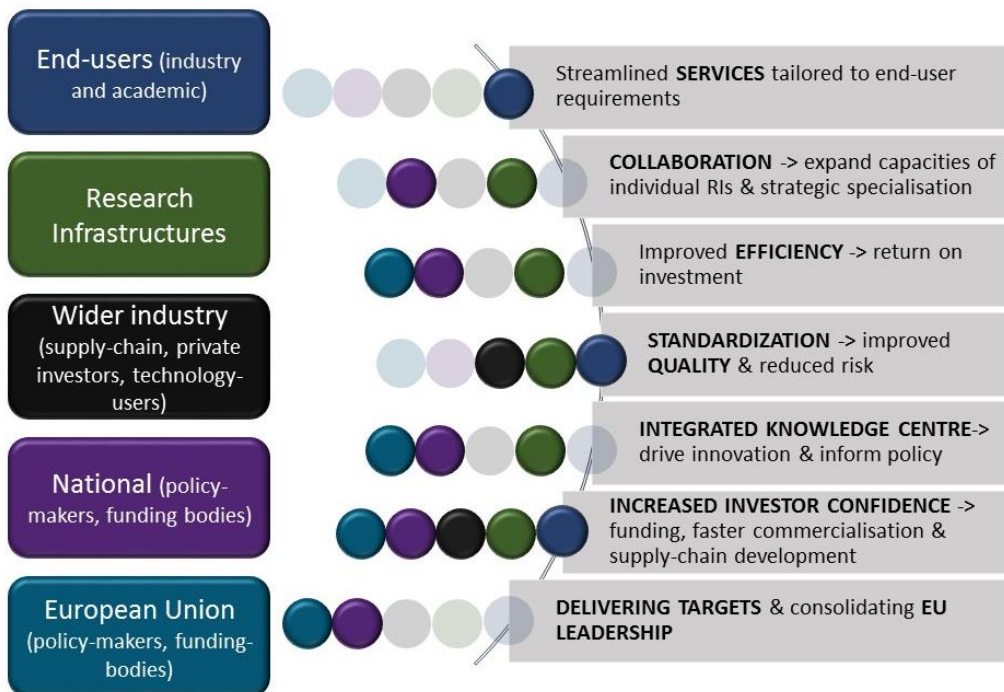 End-users (industry
and academic)
Research
Infrastructures
Wider industry
(supply-chain, private
investors, technology-
users)
National (policy-
makers, funding bodies)
European Union
(policy-makers, funding-
bodies)
Streamlined SERVICES tailored to end-user
requirements
COLLABORATION -> expand capacities of
individual RIs & strategic specialisation
Improved EFFICIENCY -> return on
investment
STANDARDIZATION -> improved
QUALITY & reduced risk
INTEGRATED KNOWLEDGE CENTRE->
drive innovation & inform policy
INCREASED INVESTOR CONFIDENCE ->
funding, faster commercialisation &
supply-chain development
DELIVERING TARGETS & consolidating EU
LEADERSHIP